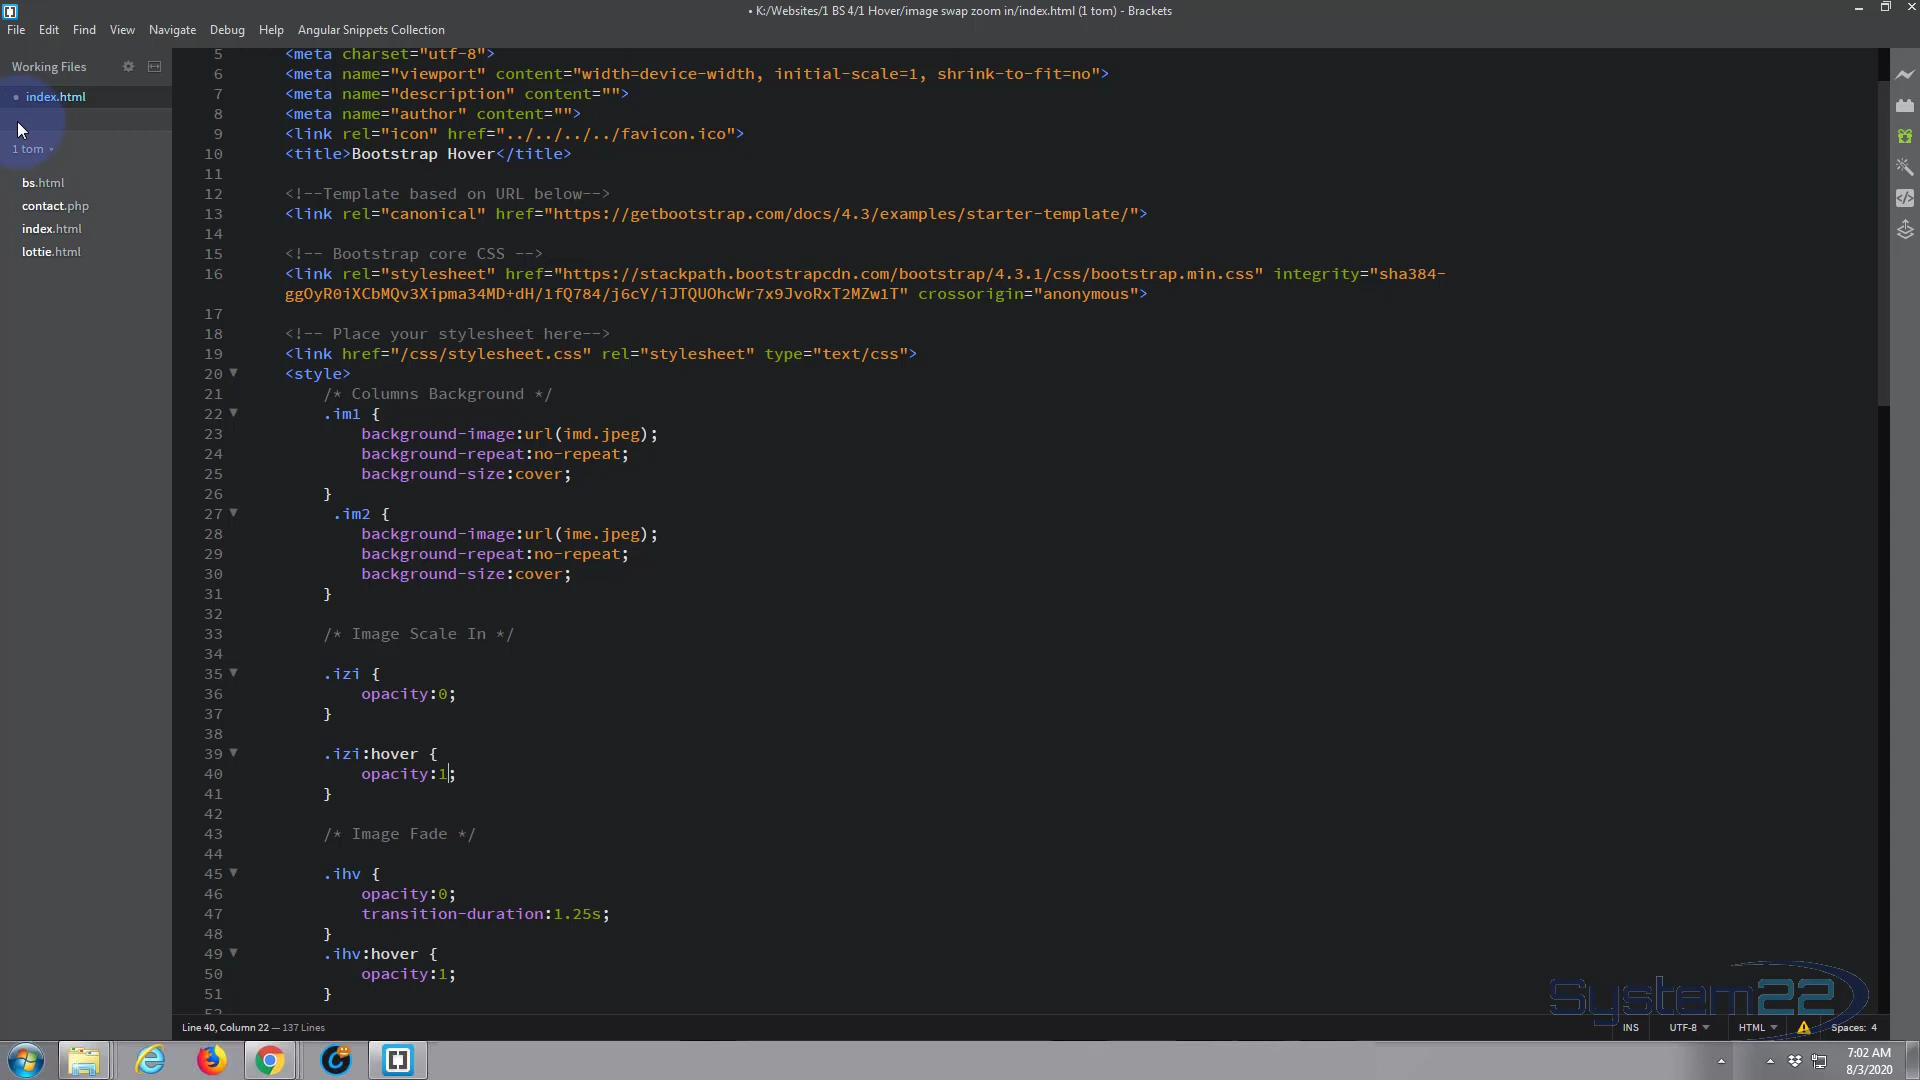 • K:/Websites/1 BS 4/1 Hover/image swap zoom in/index.html (1 tom) - Brackets
File Edit Find View Navigate Debug Help Angular Snippets Collection
Working Files
• index.html
1 tom
bs.html
contact.php
index.html
lottie.html
5 <meta charset="utf-8">
6 <meta name="viewport" content="width=device-width, initial-scale=1, shrink-to-fit=no">
7 <meta name="description" content="">
8 <meta name="author" content="">
9 <link rel="icon" href="../../../../favicon.ico">
10 <title>Bootstrap Hover</title>
11
12 <!--Template based on URL below-->
13 <link rel="canonical" href="https://getbootstrap.com/docs/4.3/examples/starter-template/">
14
15 <!-- Bootstrap core CSS -->
16 <link rel="stylesheet" href="https://stackpath.bootstrapcdn.com/bootstrap/4.3.1/css/bootstrap.min.css" integrity="sha384-
ggOyR0iXCbMQv3Xipma34MD+dH/1fQ784/j6cY/iJTQUOhcWr7x9JvoRxT2MZw1T" crossorigin="anonymous">
17
18 <!-- Place your stylesheet here-->
19 <link href="/css/stylesheet.css" rel="stylesheet" type="text/css">
20 <style>
21 /* Columns Background */
22 .im1 {
23 background-image:url(imd.jpeg);
24 background-repeat:no-repeat;
25 background-size:cover;
26 }
27 .im2 {
28 background-image:url(ime.jpeg);
29 background-repeat:no-repeat;
30 background-size:cover;
31 }
32
33 /* Image Scale In */
34
35 .izi {
36 opacity:0;
37 }
38
39 .izi:hover {
40 opacity:1;
41 }
42
43 /* Image Fade */
44
45 .ihv {
46 opacity:0;
47 transition-duration:1.25s;
48 }
49 .ihv:hover {
50 opacity:1;
51 }
System22
Line 40, Column 22 — 137 Lines
INS UTF-8 HTML Spaces: 4
7:02 AM
8/3/2020